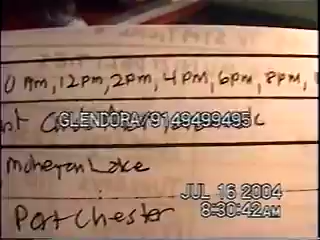 0 Am, 12pm, 2pm, 4pm, 6pm, 8pm,
GLENDORA/9149499495
Mohegan Lake
JUL 16 2004
Port Chester
8:30:42AM